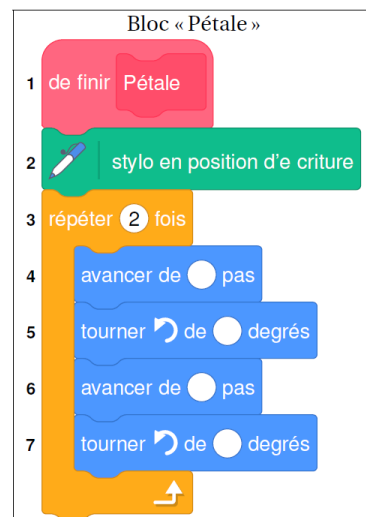 Bloc « Pétale »
1 de finir Pétale
2 stylo en position d'e criture
3 répéter 2 fois
4 avancer de pas
5 tourner de degrés
6 avancer de pas
7 tourner de degrés